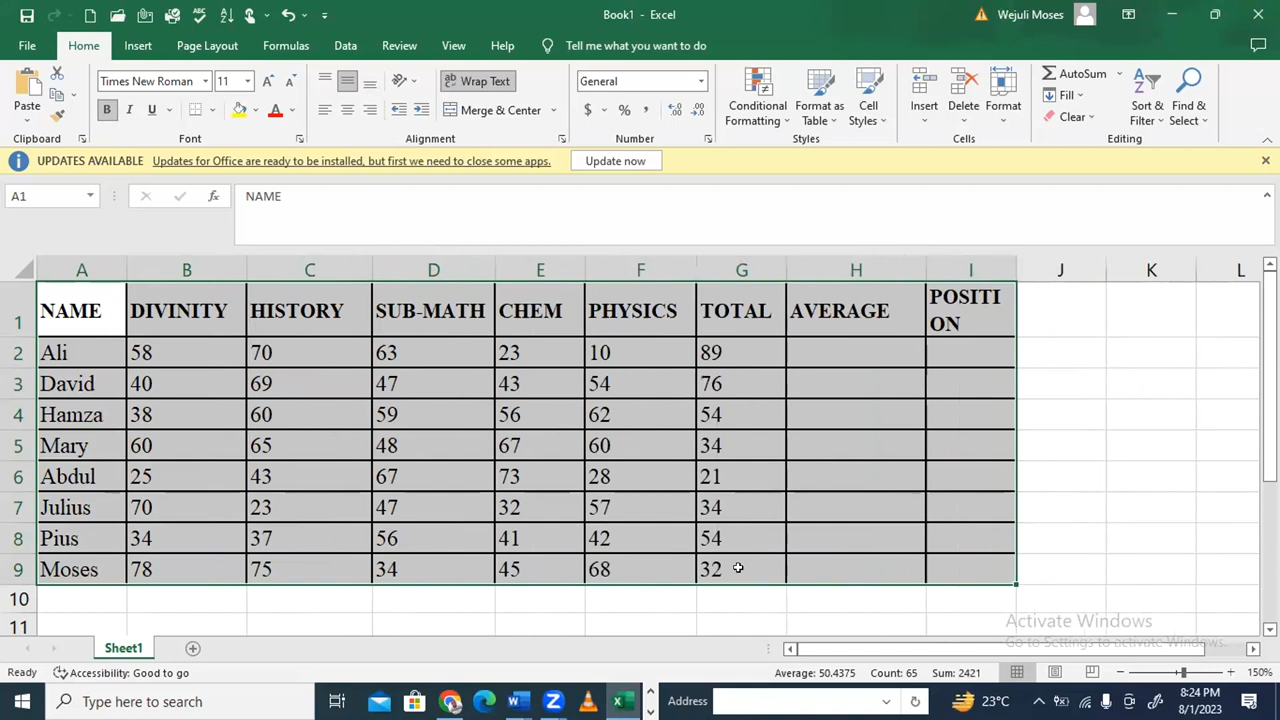 Book1 - Excel
Wejuli Moses
File Home Insert Page Layout Formulas Data Review View Help Tell me what you want to do
Paste
Clipboard
Times New Roman 11
B I U
Font
Wrap Text
Merge & Center
Alignment
General
$ % ,
Number
Conditional Formatting
Format as Table
Cell Styles
Styles
Insert Delete Format
Cells
AutoSum
Fill
Clear
Sort & Filter
Find & Select
Editing
UPDATES AVAILABLE Updates for Office are ready to be installed, but first we need to close some apps. Update now
A1 fx NAME
A B C D E F G H I J K L
1 NAME DIVINITY HISTORY SUB-MATH CHEM PHYSICS TOTAL AVERAGE POSITI
ON
2 Ali 58 70 63 23 10 89
3 David 40 69 47 43 54 76
4 Hamza 38 60 59 56 62 54
5 Mary 60 65 48 67 60 34
6 Abdul 25 43 67 73 28 21
7 Julius 70 23 47 32 57 34
8 Pius 34 37 56 41 42 54
9 Moses 78 75 34 45 68 32
10
11
Activate Windows
Go to Settings to activate Windows.
Sheet1
Ready Accessibility: Good to go Average: 50.4375 Count: 65 Sum: 2421 150%
Type here to search
Address
23°C
8:24 PM
8/1/2023